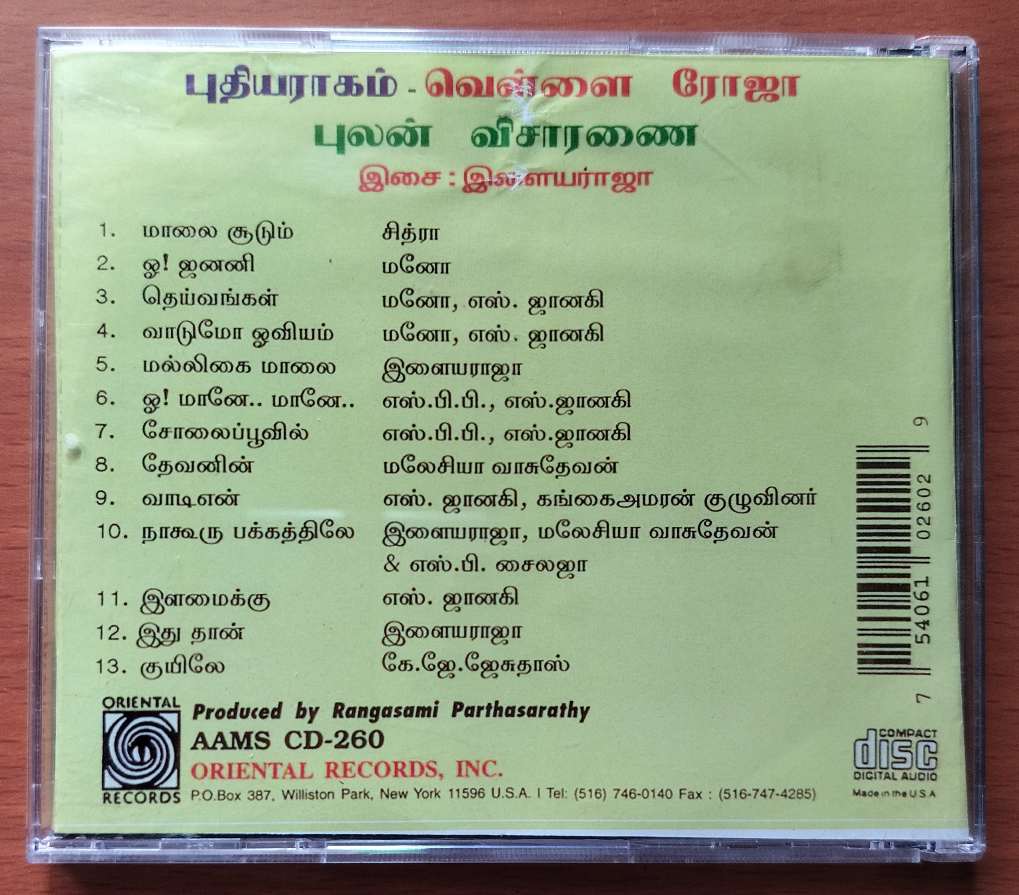 புதியராகம் - வெள்ளை ரோஜா
புலன் விசாரணை
இசை : இளையர்ராஜா
1. மாலை சூடும் சித்ரா
2. ஓ! ஜனனி மனோ
3. தெய்வங்கள் மனோ, எஸ். ஜானகி
4. வாடுமோ ஓவியம் மனோ, எஸ். ஜானகி
5. மல்லிகை மாலை இளையராஜா
6. ஓ! மானே.. மானே.. எஸ்.பி.பி., எஸ்.ஜானகி
7. சோலைப்பூவில் எஸ்.பி.பி., எஸ்.ஜானகி
8. தேவனின் மலேசியா வாசுதேவன்
9. வாடிஎன் எஸ். ஜானகி, கங்கைஅமரன் குழுவினர்
10. நாகூரு பக்கத்திலே இளையராஜா, மலேசியா வாசுதேவன்
& எஸ்.பி. சைலஜா
11. இளமைக்கு எஸ். ஜானகி
12. இது தான் இளையராஜா
13. குயிலே கே.ஜே.ஜேசுதாஸ்
ORIENTAL
RECORDS
Produced by Rangasami Parthasarathy
AAMS CD-260
ORIENTAL RECORDS, INC.
P.O.Box 387, Williston Park, New York 11596 U.S.A. I Tel: (516) 746-0140 Fax : (516-747-4285)
7 54061 02602 9
COMPACT
disc
DIGITAL AUDIO
Made in the U.S.A